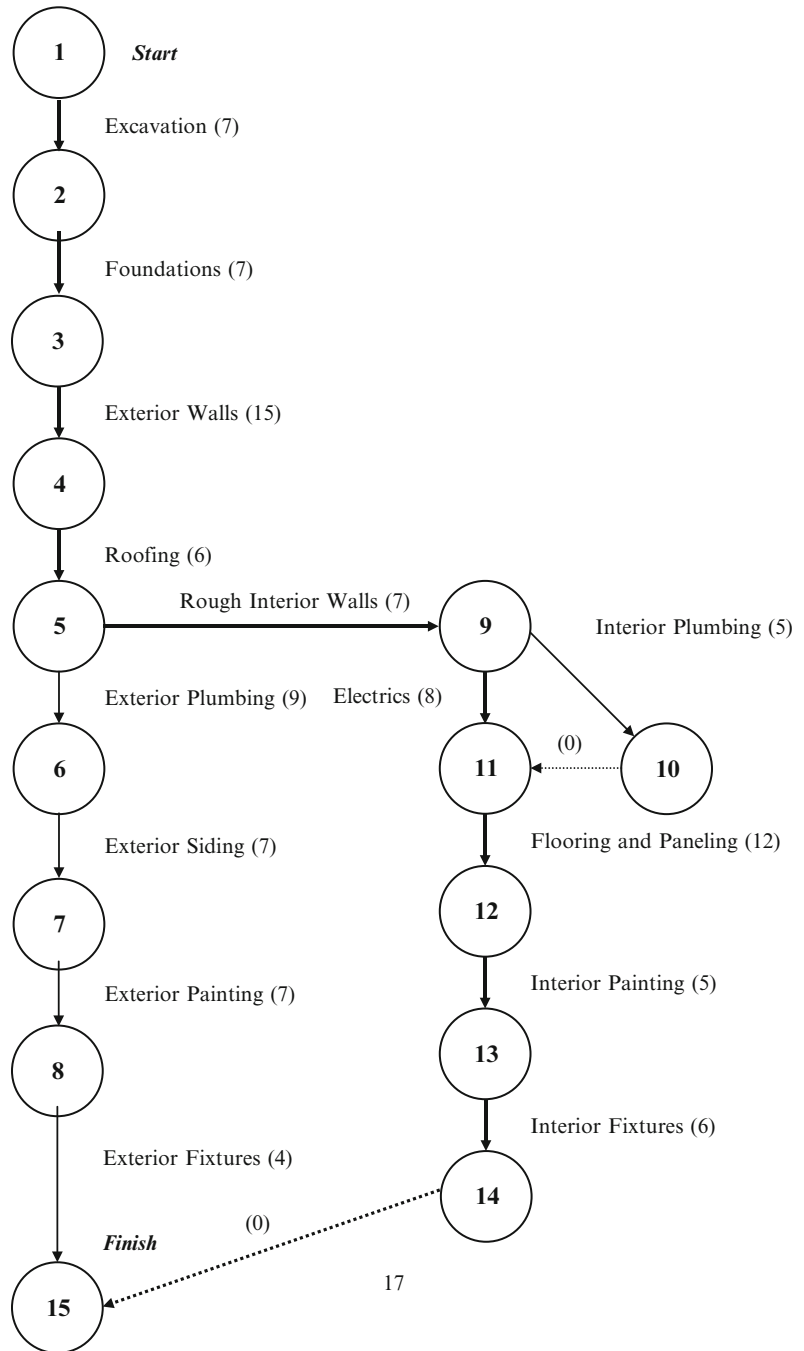 1 Start
Excavation (7)
2
Foundations (7)
3
Exterior Walls (15)
4
Roofing (6)
Rough Interior Walls (7)
5
9
Interior Plumbing (5)
Exterior Plumbing (9)
Electrics (8)
(0)
6
11
10
Exterior Siding (7)
Flooring and Paneling (12)
7
12
Exterior Painting (7)
Interior Painting (5)
8
13
Interior Fixtures (6)
Exterior Fixtures (4)
14
(0)
Finish
17
15